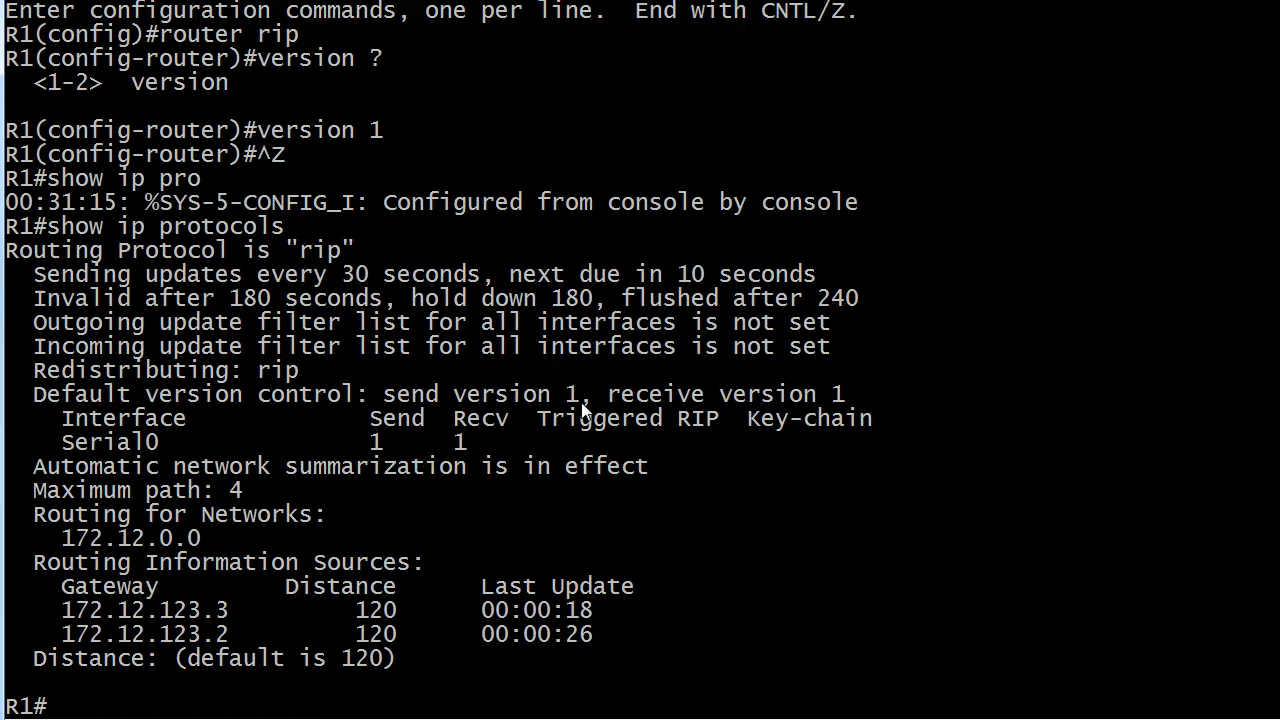 Enter configuration commands, one per line.  End with CNTL/Z.
R1(config)#router rip
R1(config-router)#version ?
  <1-2>  version
R1(config-router)#version 1
R1(config-router)#^Z
R1#show ip pro
00:31:15: %SYS-5-CONFIG_I: Configured from console by console
R1#show ip protocols
Routing Protocol is "rip"
  Sending updates every 30 seconds, next due in 10 seconds
  Invalid after 180 seconds, hold down 180, flushed after 240
  Outgoing update filter list for all interfaces is not set
  Incoming update filter list for all interfaces is not set
  Redistributing: rip
  Default version control: send version 1, receive version 1
    Interface             Send  Recv  Triggered RIP  Key-chain
    Serial0               1     1
  Automatic network summarization is in effect
  Maximum path: 4
  Routing for Networks:
    172.12.0.0
  Routing Information Sources:
    Gateway         Distance      Last Update
    172.12.123.3         120      00:00:18
    172.12.123.2         120      00:00:26
  Distance: (default is 120)
R1#